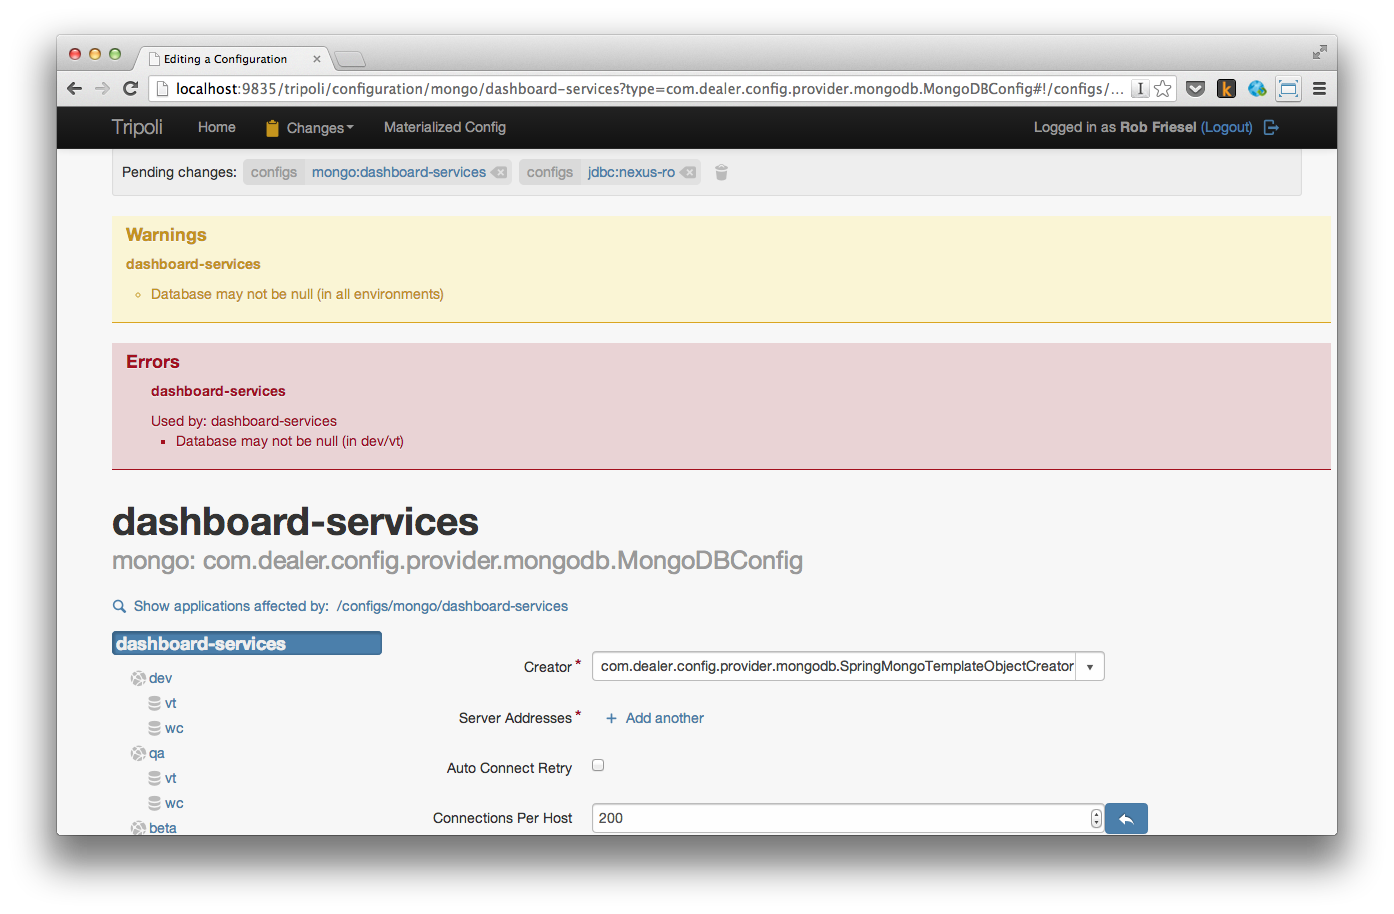 Editing a Configuration
localhost:9835/tripoli/configuration/mongo/dashboard-services?type=com.dealer.config.provider.mongodb.MongoDBConfig#!/configs/...
Tripoli Home Changes Materialized Config Logged in as Rob Friesel (Logout)
Pending changes: configs mongo:dashboard-services configs jdbc:nexus-ro
Warnings
dashboard-services
Database may not be null (in all environments)
Errors
dashboard-services
Used by: dashboard-services
Database may not be null (in dev/vt)
dashboard-services
mongo: com.dealer.config.provider.mongodb.MongoDBConfig
Show applications affected by: /configs/mongo/dashboard-services
dashboard-services
dev
vt
wc
qa
vt
wc
beta
Creator * com.dealer.config.provider.mongodb.SpringMongoTemplateObjectCreator
Server Addresses * + Add another
Auto Connect Retry
Connections Per Host 200